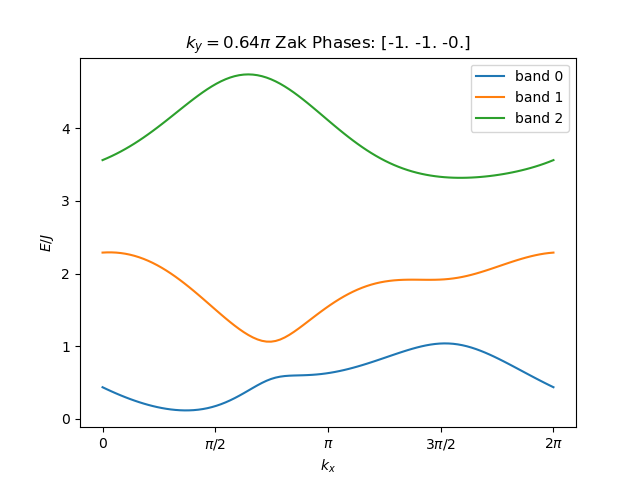 $k_y = 0.64\pi$ Zak Phases: [-1. -1. -0.]
band 0
band 1
band 2
E/J
4
3
2
1
0
0
π/2
π
3π/2
2π
$k_x$